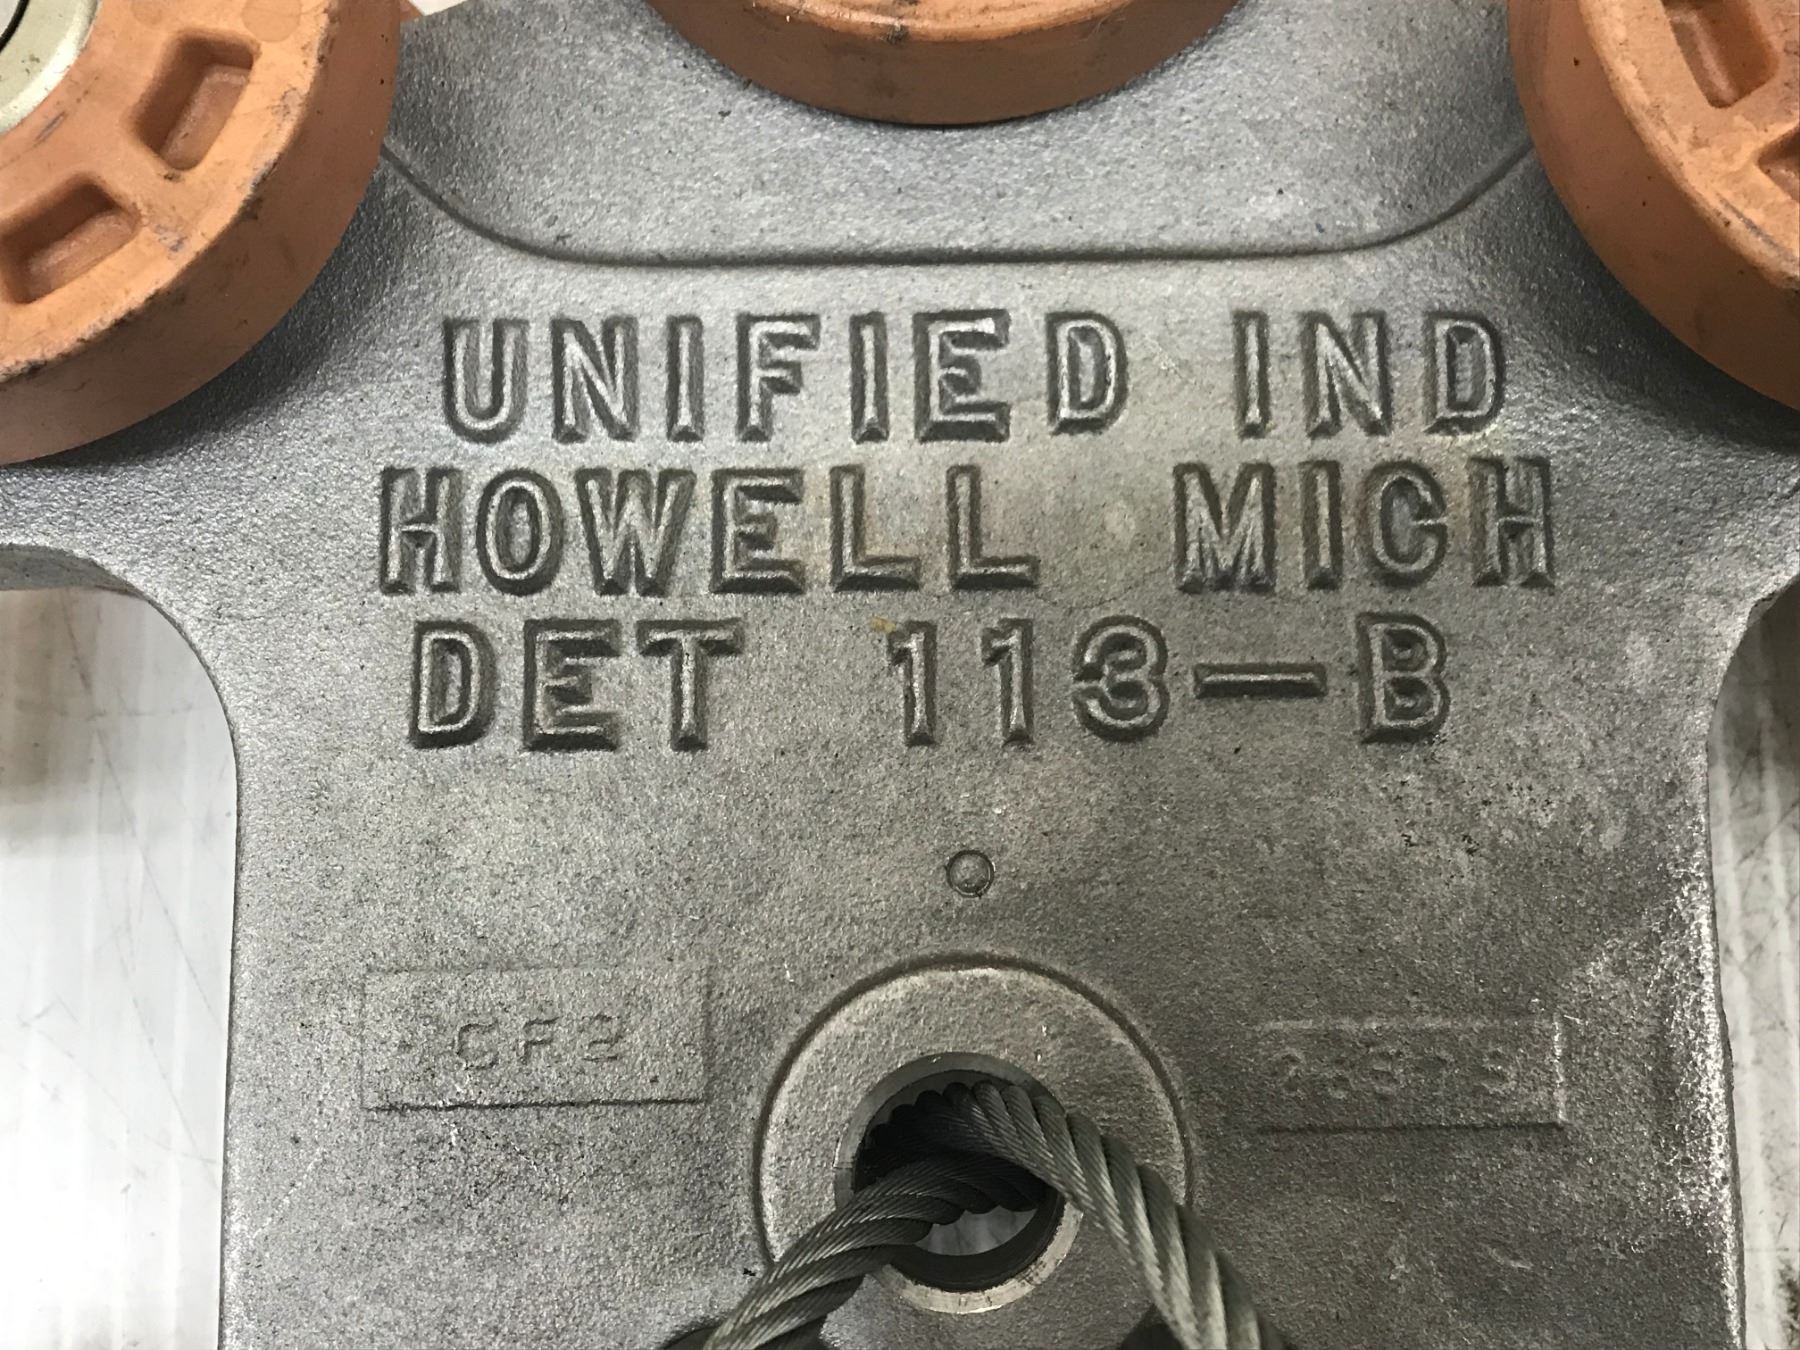 UNIFIED IND
HOWELL MICH
DET 113-B
CF2